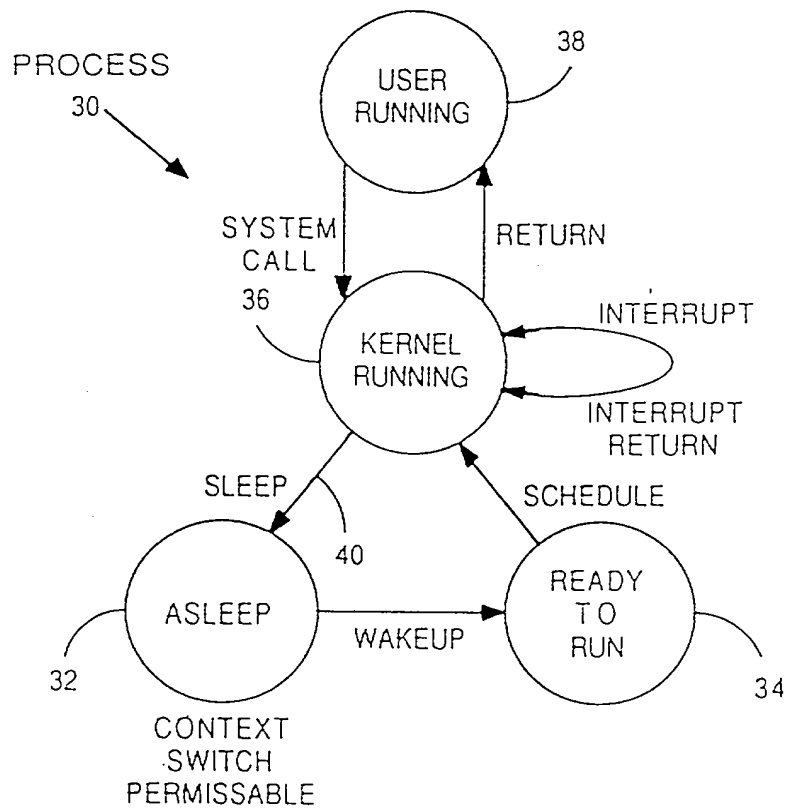 PROCESS
30
USER
RUNNING
38
SYSTEM
CALL
RETURN
36
KERNEL
RUNNING
INTERRUPT
INTERRUPT
RETURN
SLEEP
40
SCHEDULE
ASLEEP
32
WAKEUP
READY
TO
RUN
34
CONTEXT
SWITCH
PERMISSABLE